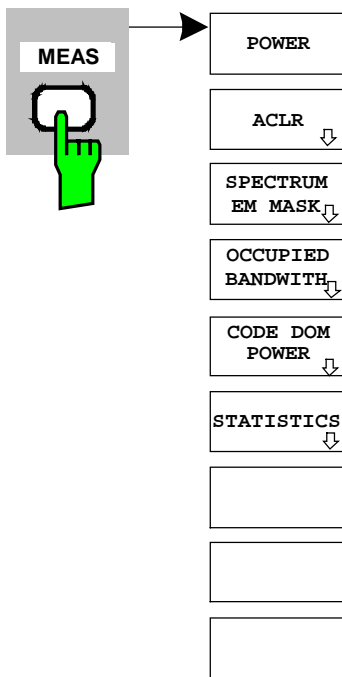 MEAS
POWER
ACLR
SPECTRUM
EM MASK
OCCUPIED
BANDWITH
CODE DOM
POWER
STATISTICS